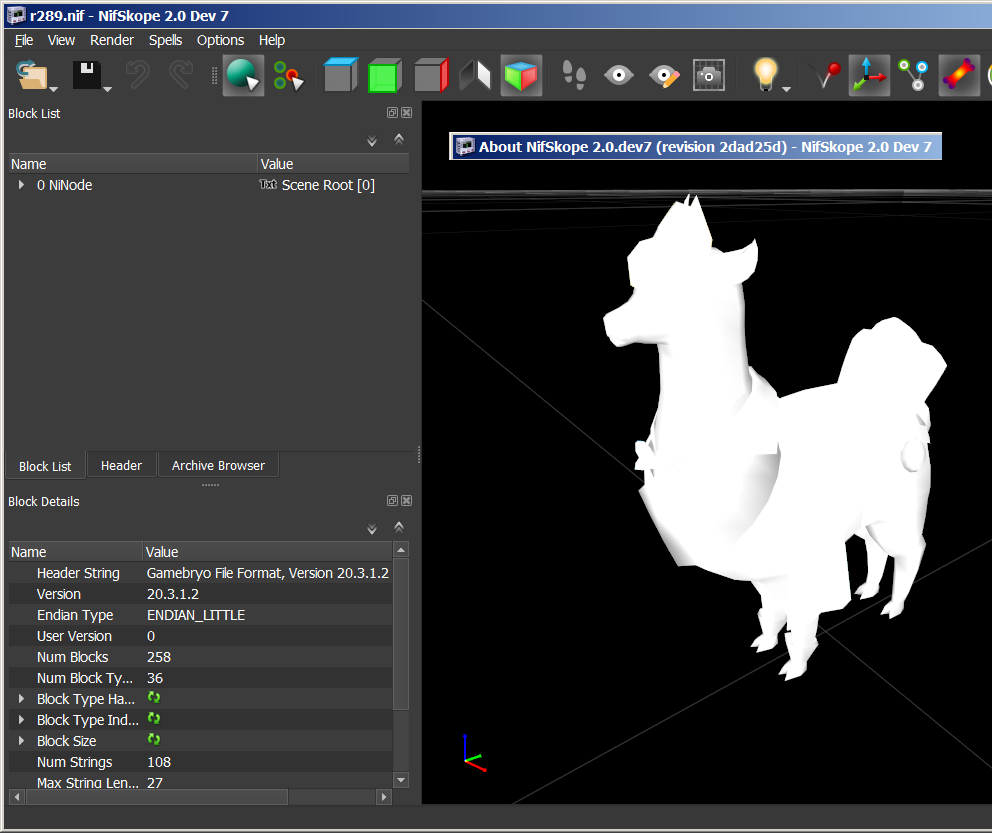 r289.nif - NifSkope 2.0 Dev 7
File View Render Spells Options Help
Block List
Name Value
0 NiNode Txt Scene Root [0]
Block List Header Archive Browser
Block Details
Name Value
Header String Gamebryo File Format, Version 20.3.1.2
Version 20.3.1.2
Endian Type ENDIAN_LITTLE
User Version 0
Num Blocks 258
Num Block Ty... 36
Block Type Ha...
Block Type Ind...
Block Size
Num Strings 108
Max String Len... 27
About NifSkope 2.0.dev7 (revision 2dad25d) - NifSkope 2.0 Dev 7